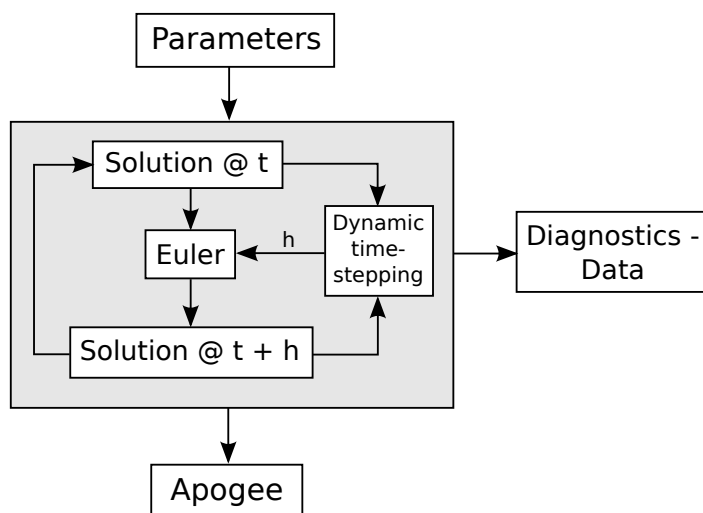 Parameters
Solution @ t
Dynamic
time-
stepping
h
Euler
Diagnostics -
Data
Solution @ t + h
Apogee